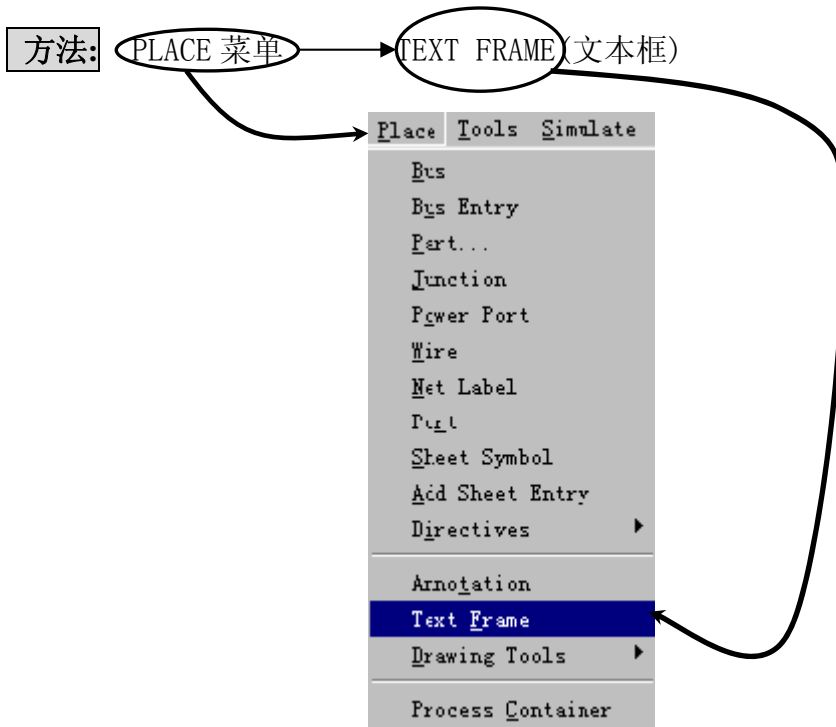 方法: PLACE 菜单 TEXT FRAME(文本框)
Place Tools Simulate
Bus
Bus Entry
Part...
Junction
Power Port
Wire
Net Label
Port
Sheet Symbol
Add Sheet Entry
Directives
Annotation
Text Frame
Drawing Tools
Process Container